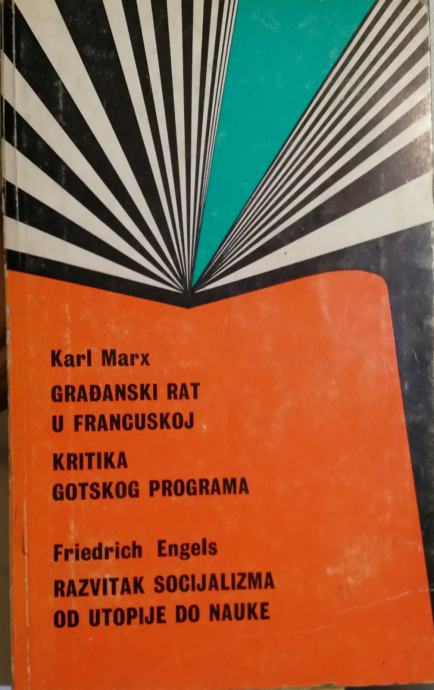 Karl Marx
GRAĐANSKI RAT
U FRANCUSKOJ
KRITIKA
GOTSKOG PROGRAMA
Friedrich Engels
RAZVITAK SOCIJALIZMA
OD UTOPIJE DO NAUKE